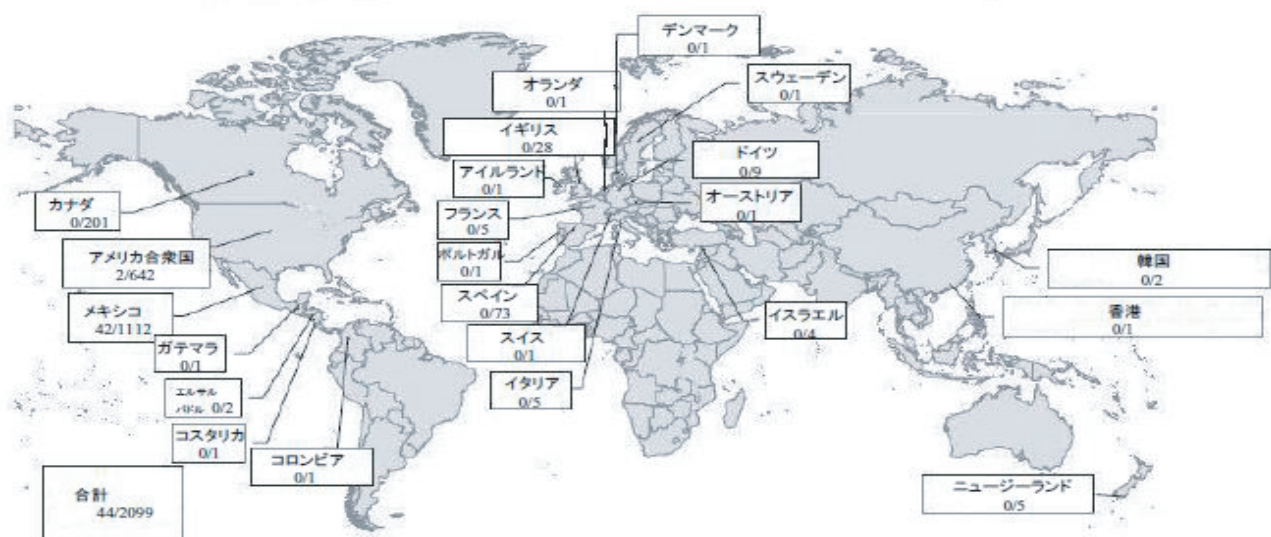 デンマーク
0/1
オランダ
0/1
スウェーデン
0/1
イギリス
0/28
ドイツ
0/9
アイルランド
0/1
オーストリア
0/1
カナダ
0/201
フランス
0/5
アメリカ合衆国
2/642
ポルトガル
0/1
韓国
0/2
メキシコ
42/1112
スペイン
0/73
イスラエル
0/4
香港
0/1
ガテマラ
0/1
スイス
0/1
エルサル
バドル 0/2
イタリア
0/5
コスタリカ
0/1
コロンビア
0/1
ニュージーランド
0/5
合計
44/2099